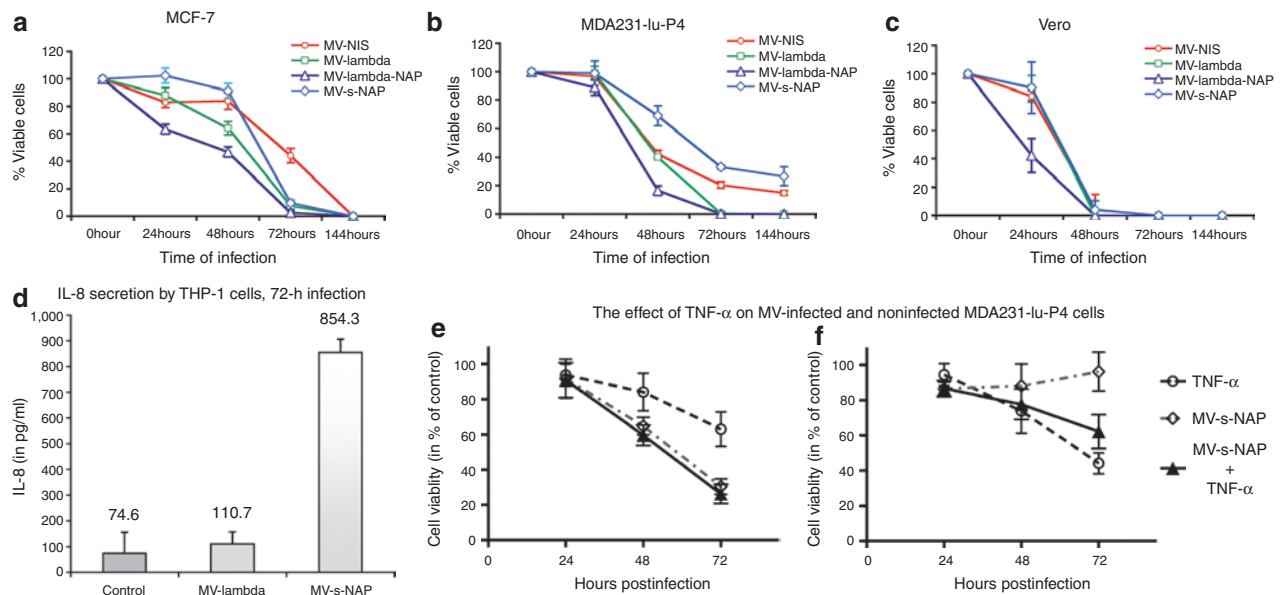 a
MCF-7
120
100
80
60
40
20
0
% Viable cells
0hour
24hours
48hours
72hours
144hours
Time of infection
MV-NIS
MV-lambda
MV-lambda-NAP
MV-s-NAP
b
MDA231-lu-P4
120
100
80
60
40
20
0
% Viable cells
0hour
24hours
48hours
72hours
144hours
Time of infection
MV-NIS
MV-lambda
MV-lambda-NAP
MV-s-NAP
c
Vero
120
100
80
60
40
20
0
% Viable cells
0hour
24hours
48hours
72hours
144hours
Time of infection
MV-NIS
MV-lambda
MV-lambda-NAP
MV-s-NAP
d
IL-8 secretion by THP-1 cells, 72-h infection
1,000
900
800
700
600
500
400
300
200
100
0
IL-8 (in pg/ml)
74.6
110.7
854.3
Control
MV-lambda
MV-s-NAP
The effect of TNF-α on MV-infected and noninfected MDA231-lu-P4 cells
e
100
80
60
40
20
0
Cell viablity (in % of control)
0
24
48
72
Hours postinfection
f
100
80
60
40
20
0
Cell viablity (in % of control)
0
24
48
72
Hours postinfection
TNF-α
MV-s-NAP
MV-s-NAP
+
TNF-α